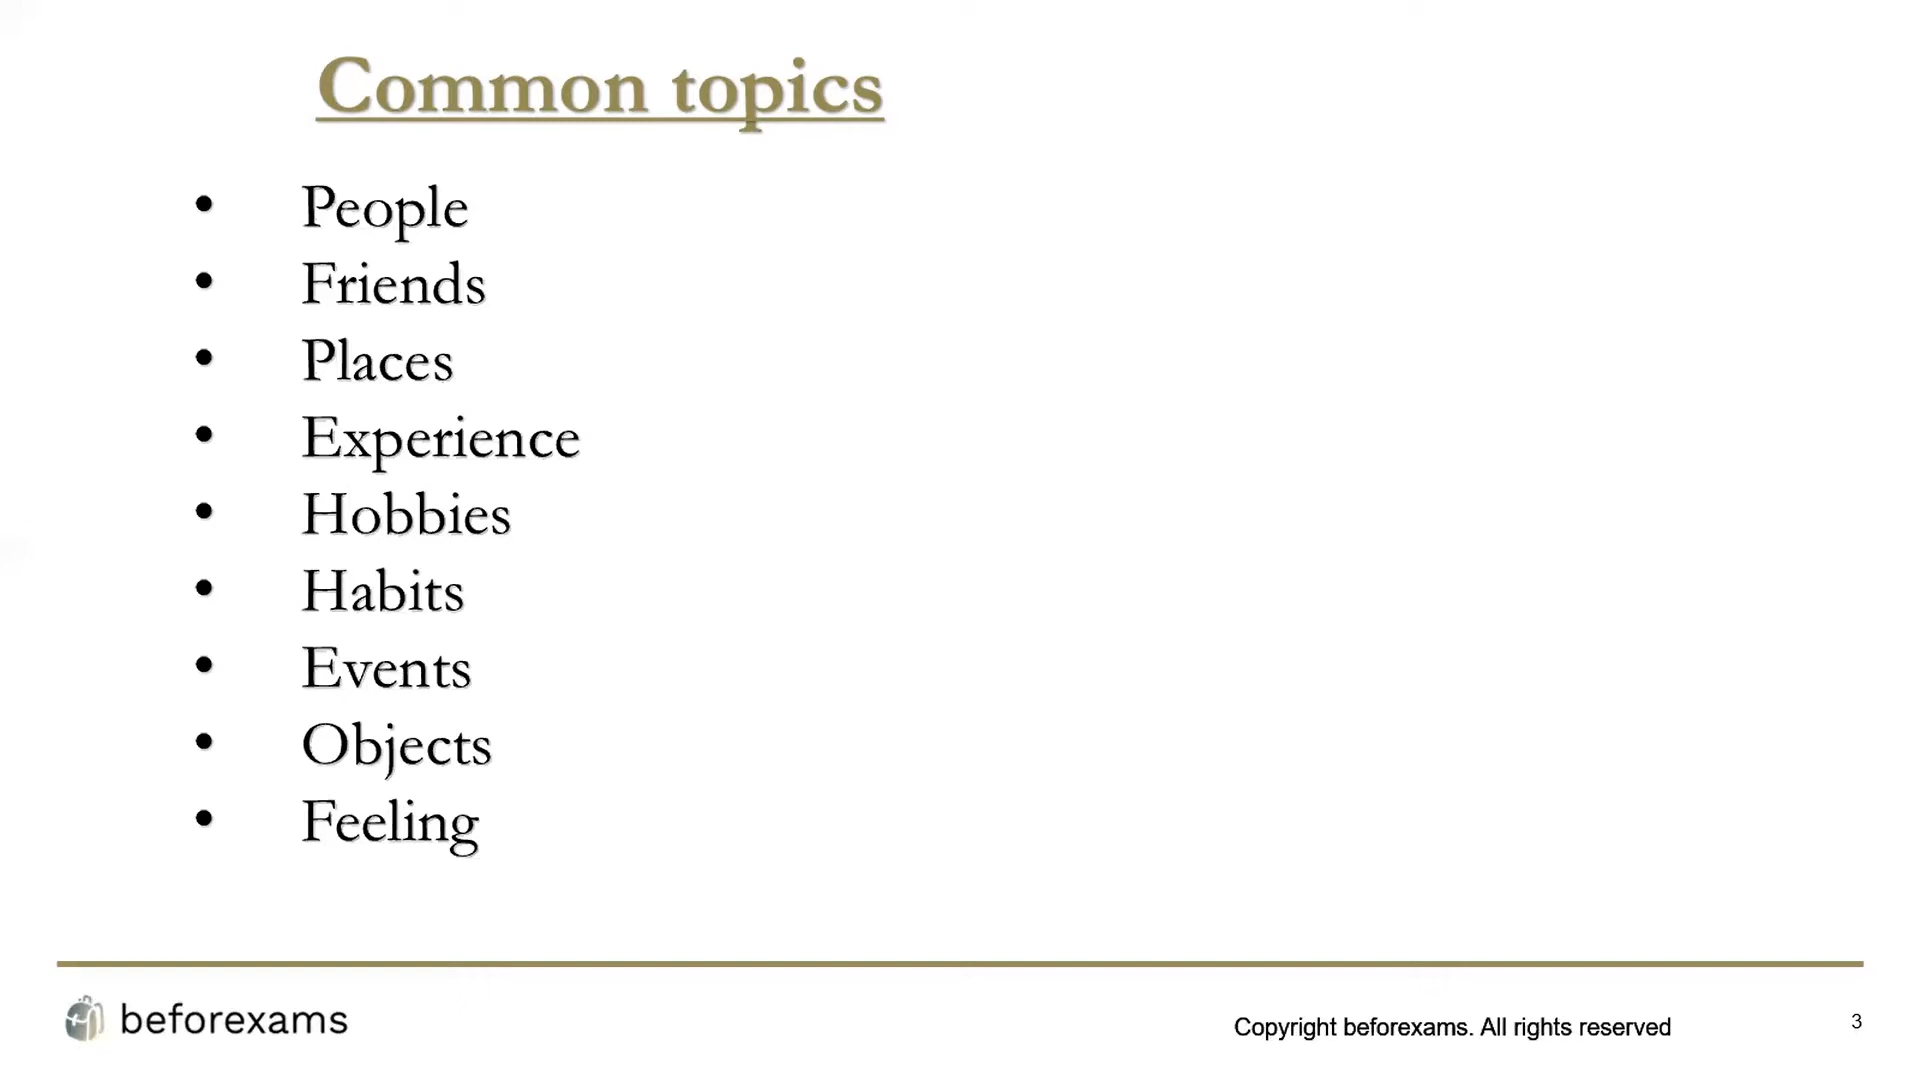 Common topics
• People
• Friends
• Places
• Experience
• Hobbies
• Habits
• Events
• Objects
• Feeling
beforexams
Copyright beforexams. All rights reserved
3